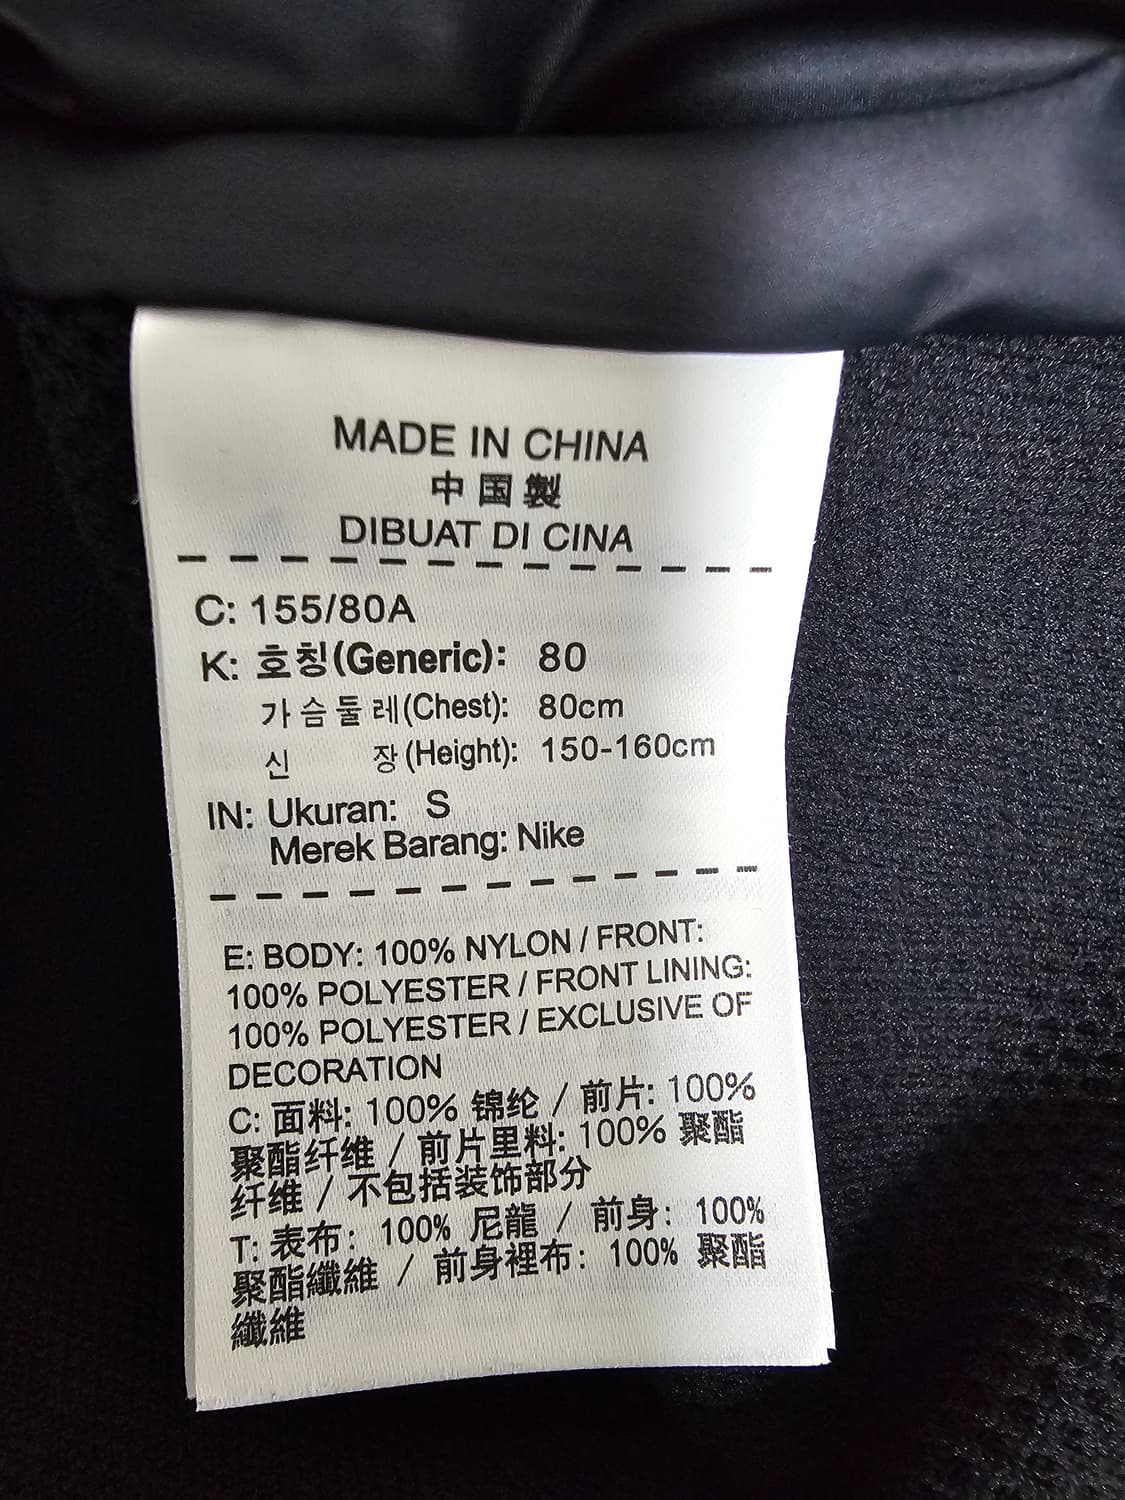 MADE IN CHINA
中国製
DIBUAT DI CINA
C: 155/80A
K: 호칭(Generic): 80
가슴둘레(Chest): 80cm
신 장(Height): 150-160cm
IN: Ukuran: S
Merek Barang: Nike
E: BODY: 100% NYLON / FRONT:
100% POLYESTER / FRONT LINING:
100% POLYESTER / EXCLUSIVE OF
DECORATION
C: 面料: 100% 锦纶 / 前片: 100%
聚酯纤维 / 前片里料: 100% 聚酯
纤维 / 不包括装饰部分
T: 表布: 100% 尼龍 / 前身: 100%
聚酯纖維 / 前身裡布: 100% 聚酯
纖維